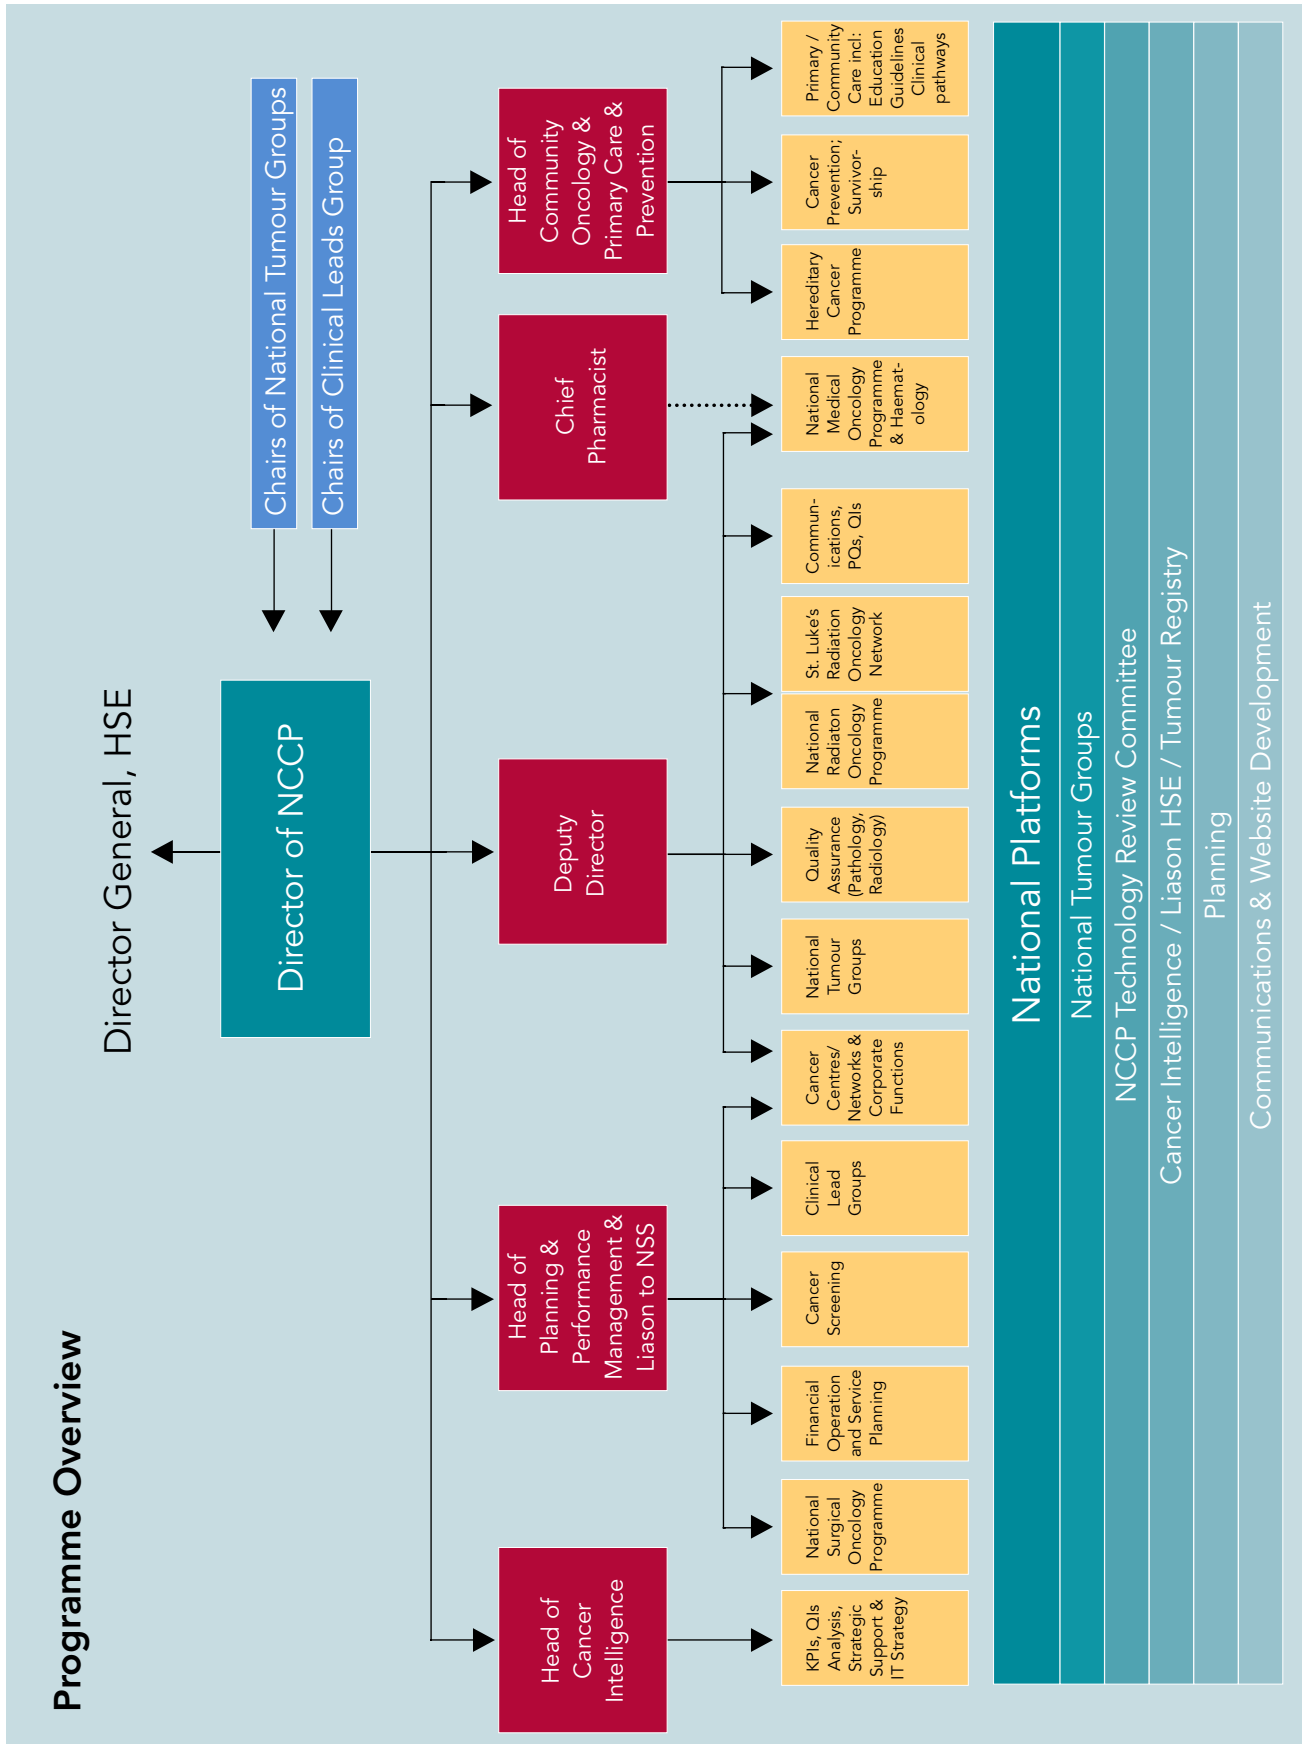 Programme Overview
Director General, HSE
Director of NCCP
Chairs of National Tumour Groups
Chairs of Clinical Leads Group
Head of
Cancer
Intelligence
Head of
Planning &
Performance
Management &
Liason to NSS
Deputy
Director
Chief
Pharmacist
Head of
Community
Oncology &
Primary Care &
Prevention
KPIs, QIs
Analysis,
Strategic
Support &
IT Strategy
National
Surgical
Oncology
Programme
Financial
Operation
and Service
Planning
Cancer
Screening
Clinical
Lead
Groups
Cancer
Centres/
Networks &
Corporate
Functions
National
Tumour
Groups
Quality
Assurance
(Pathology,
Radiology)
National
Radiaton
Oncology
Programme
St. Luke's
Radiation
Oncology
Network
Commun-
ications,
PQs, QIs
National
Medical
Oncology
Programme
& Haemat-
ology
Hereditary
Cancer
Programme
Cancer
Prevention;
Survivor-
ship
Primary /
Community
Care incl:
Education
Guidelines
Clinical
pathways
National Platforms
National Tumour Groups
NCCP Technology Review Committee
Cancer Intelligence / Liason HSE / Tumour Registry
Planning
Communications & Website Development